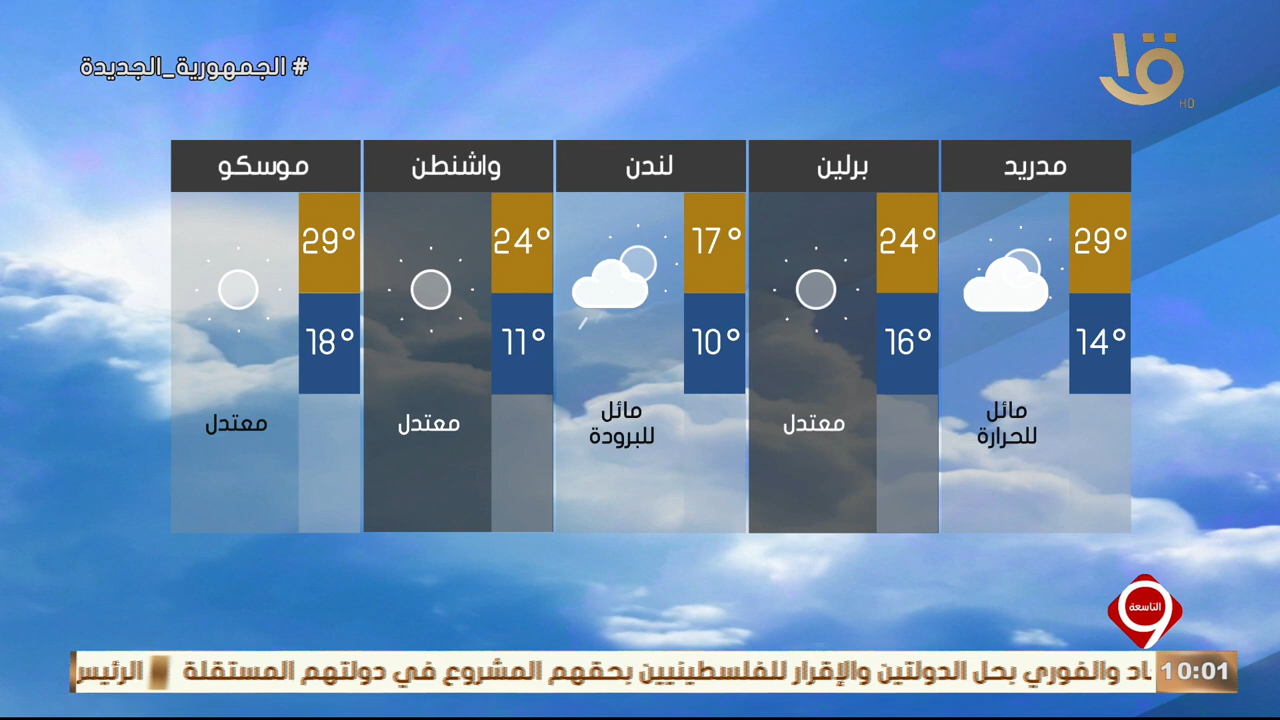 #الجمهورية_الجديدة
HD
مدريد
29°
14°
مائل
للحرارة
برلين
24°
16°
معتدل
لندن
17°
10°
مائل
للبرودة
واشنطن
24°
11°
معتدل
موسكو
29°
18°
معتدل
التاسعة
9
10:01
والفوري بحل الدولتين والإقرار للفلسطينيين بحقهم المشروع في دولتهم المستقلة
الرئيس